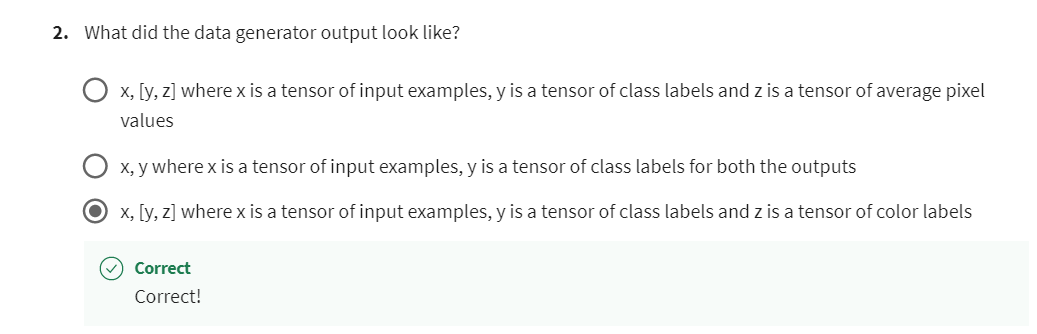 2. What did the data generator output look like?
x, [y, z] where x is a tensor of input examples, y is a tensor of class labels and z is a tensor of average pixel
values
x, y where x is a tensor of input examples, y is a tensor of class labels for both the outputs
x, [y, z] where x is a tensor of input examples, y is a tensor of class labels and z is a tensor of color labels
Correct
Correct!